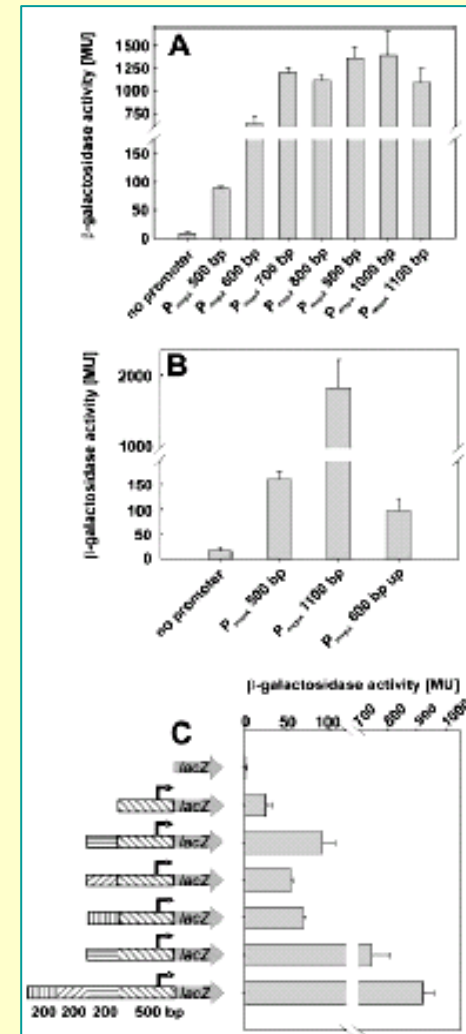 A
β-galactosidase activity [MU]
1500
1250
1000
750
150
100
50
0
no promoter
500 bp
600 bp
700 bp
800 bp
1000 bp
1100 bp
B
β-galactosidase activity [MU]
2000
1000
150
100
50
0
no promoter
500 bp
1100 bp
600 bp up
β-galactosidase activity [MU]
0 50 100 700 800 900 1000
C
lacZ
lacZ
lacZ
lacZ
lacZ
lacZ
lacZ
200 200 200 500 bp